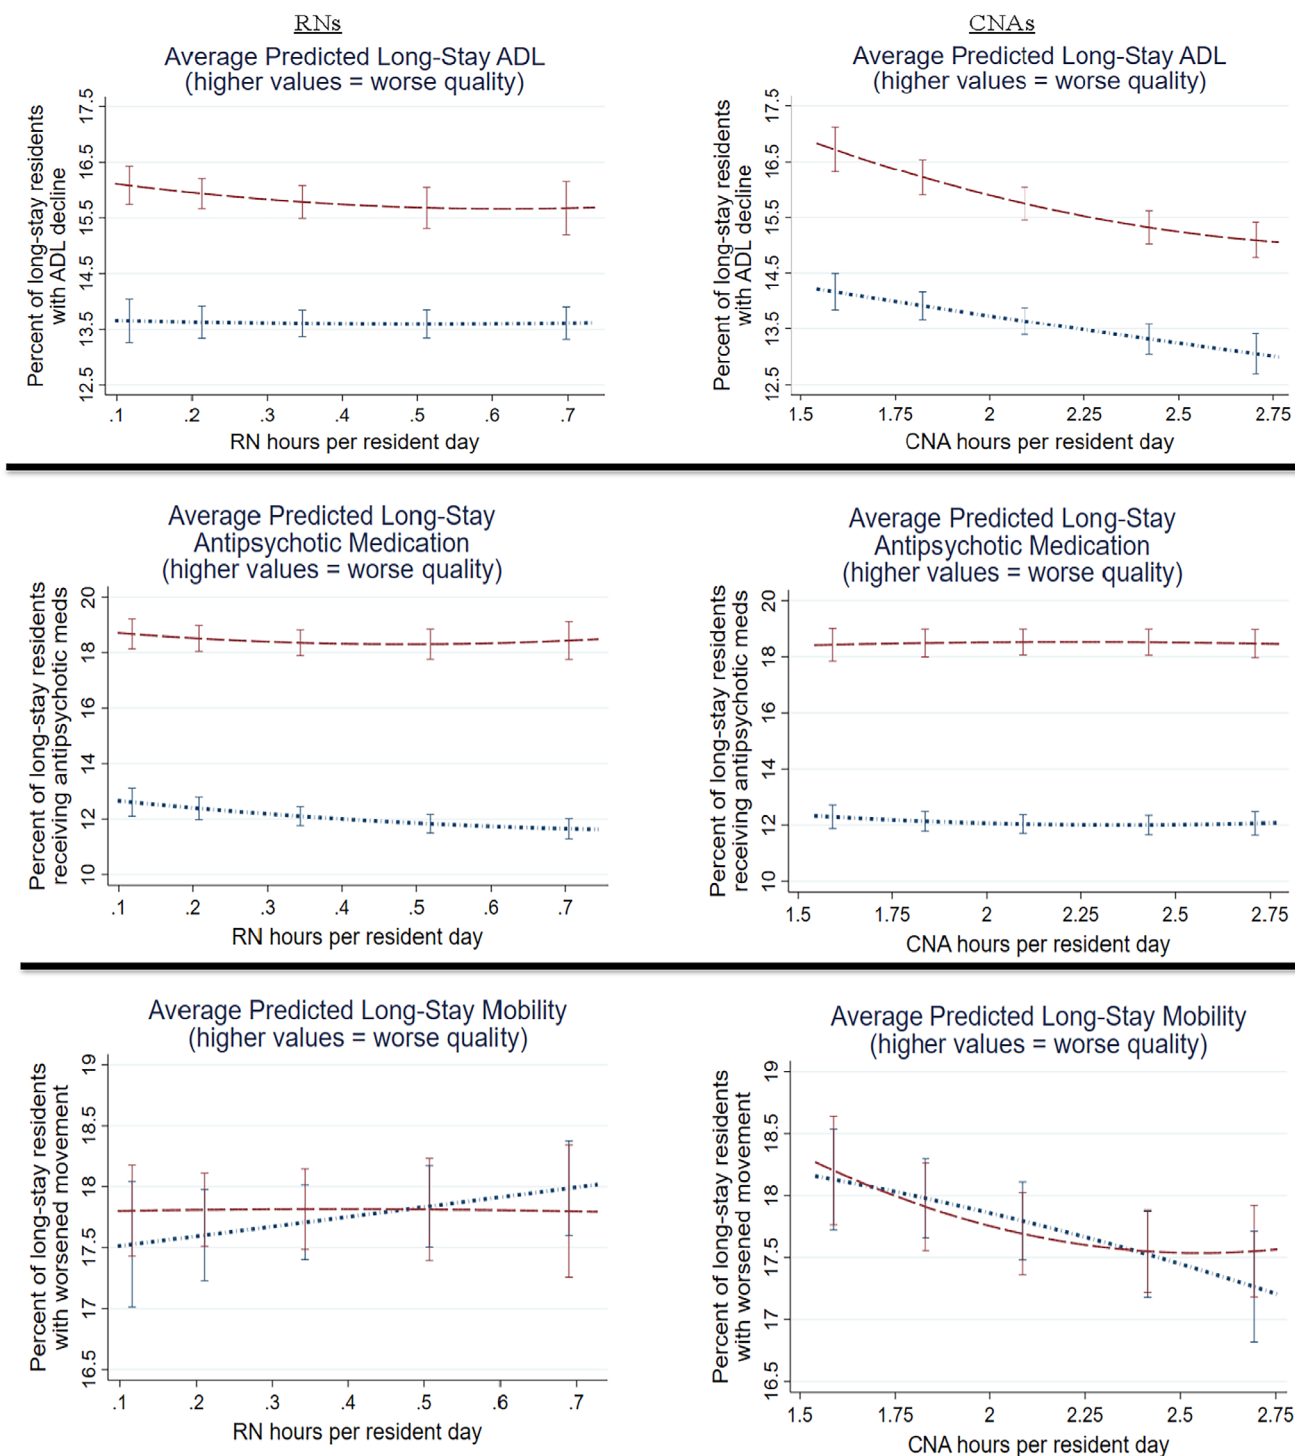 RNs
CNAs
Average Predicted Long-Stay ADL
(higher values = worse quality)
Percent of long-stay residents
with ADL decline
17.5
16.5
15.5
14.5
13.5
12.5
.1 .2 .3 .4 .5 .6 .7
RN hours per resident day
Average Predicted Long-Stay ADL
(higher values = worse quality)
Percent of long-stay residents
with ADL decline
17.5
16.5
15.5
14.5
13.5
12.5
1.5 1.75 2 2.25 2.5 2.75
CNA hours per resident day
Average Predicted Long-Stay
Antipsychotic Medication
(higher values = worse quality)
Percent of long-stay residents
receiving antipsychotic meds
20
18
16
14
12
10
.1 .2 .3 .4 .5 .6 .7
RN hours per resident day
Average Predicted Long-Stay
Antipsychotic Medication
(higher values = worse quality)
Percent of long-stay residents
receiving antipsychotic meds
20
18
16
14
12
10
1.5 1.75 2 2.25 2.5 2.75
CNA hours per resident day
Average Predicted Long-Stay Mobility
(higher values = worse quality)
Percent of long-stay residents
with worsened movement
19
18.5
18
17.5
17
16.5
.1 .2 .3 .4 .5 .6 .7
RN hours per resident day
Average Predicted Long-Stay Mobility
(higher values = worse quality)
Percent of long-stay residents
with worsened movement
19
18.5
18
17.5
17
16.5
1.5 1.75 2 2.25 2.5 2.75
CNA hours per resident day